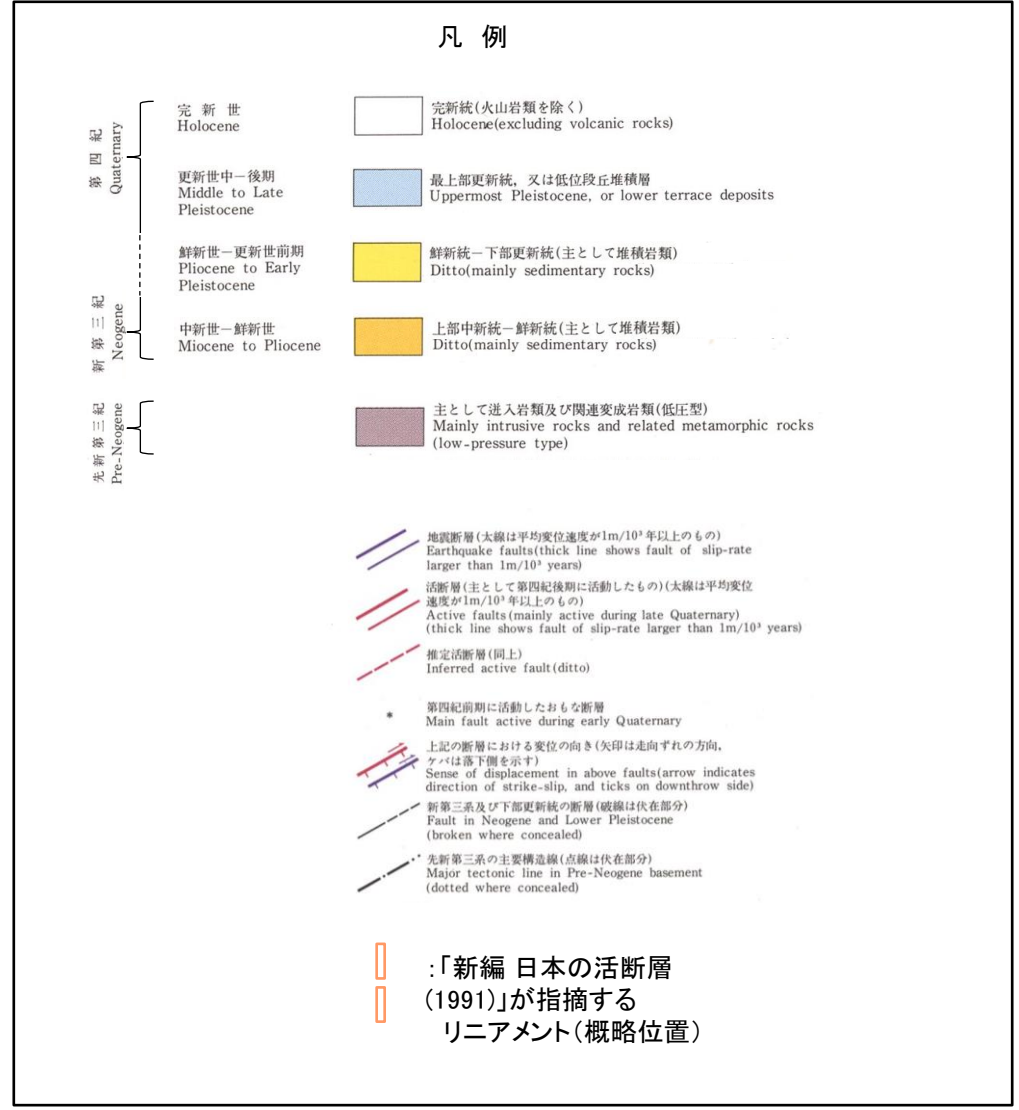 凡 例
第四紀
Quaternary
完 新 世
Holocene
完新統(火山岩類を除く)
Holocene(excluding volcanic rocks)
更新世中－後期
Middle to Late
Pleistocene
最上部更新統，又は低位段丘堆積層
Uppermost Pleistocene, or lower terrace deposits
鮮新世－更新世前期
Pliocene to Early
Pleistocene
鮮新統－下部更新統(主として堆積岩類)
Ditto(mainly sedimentary rocks)
新第三紀
Neogene
中新世－鮮新世
Miocene to Pliocene
上部中新統－鮮新統(主として堆積岩類)
Ditto(mainly sedimentary rocks)
先新第三紀
Pre-Neogene
主として迸入岩類及び関連変成岩類(低圧型)
Mainly intrusive rocks and related metamorphic rocks
(low-pressure type)
地震断層(太線は平均変位速度が1m/10³年以上のもの)
Earthquake faults(thick line shows fault of slip-rate
larger than 1m/10³ years)
活断層(主として第四紀後期に活動したもの)(太線は平均変位
速度が1m/10³年以上のもの)
Active faults(mainly active during late Quaternary)
(thick line shows fault of slip-rate larger than 1m/10³ years)
推定活断層(同上)
Inferred active fault(ditto)
*
第四紀前期に活動したおもな断層
Main fault active during early Quaternary
上記の断層における変位の向き(矢印は走向ずれの方向，
ケバは落下側を示す)
Sense of displacement in above faults(arrow indicates
direction of strike-slip, and ticks on downthrow side)
新第三系及び下部更新統の断層(破線は伏在部分)
Fault in Neogene and Lower Pleistocene
(broken where concealed)
先新第三系の主要構造線(点線は伏在部分)
Major tectonic line in Pre-Neogene basement
(dotted where concealed)
:「新編 日本の活断層
(1991)」が指摘する
リニアメント(概略位置)